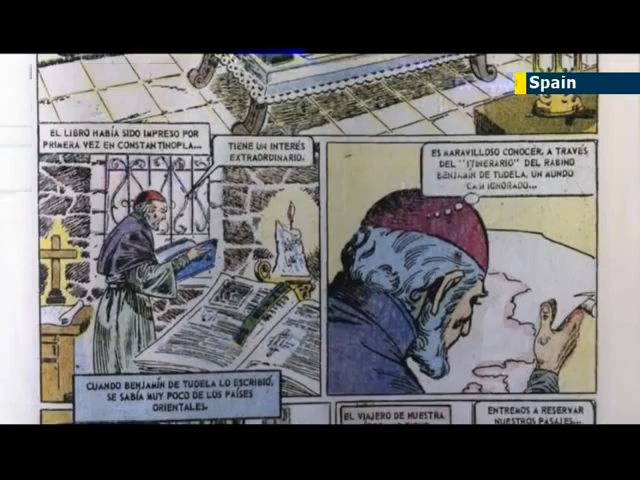 Spain
EL LIBRO HABÍA SIDO IMPRESO POR
PRIMERA VEZ EN CONSTANTINOPLA...
TIENE UN INTERÉS
EXTRAORDINARIO.
ES MARAVILLOSO CONOCER, A TRAVÉS
DEL "ITINERARIO" DEL RABINO
BENJAMÍN DE TUDELA, UN MUNDO
CASI IGNORADO...
CUANDO BENJAMÍN DE TUDELA LO ESCRIBIÓ,
SE SABÍA MUY POCO DE LOS PAÍSES
ORIENTALES.
EL VIAJERO DE NUESTRA
ENTREMOS A RESERVAR
NUESTROS PASAJES...